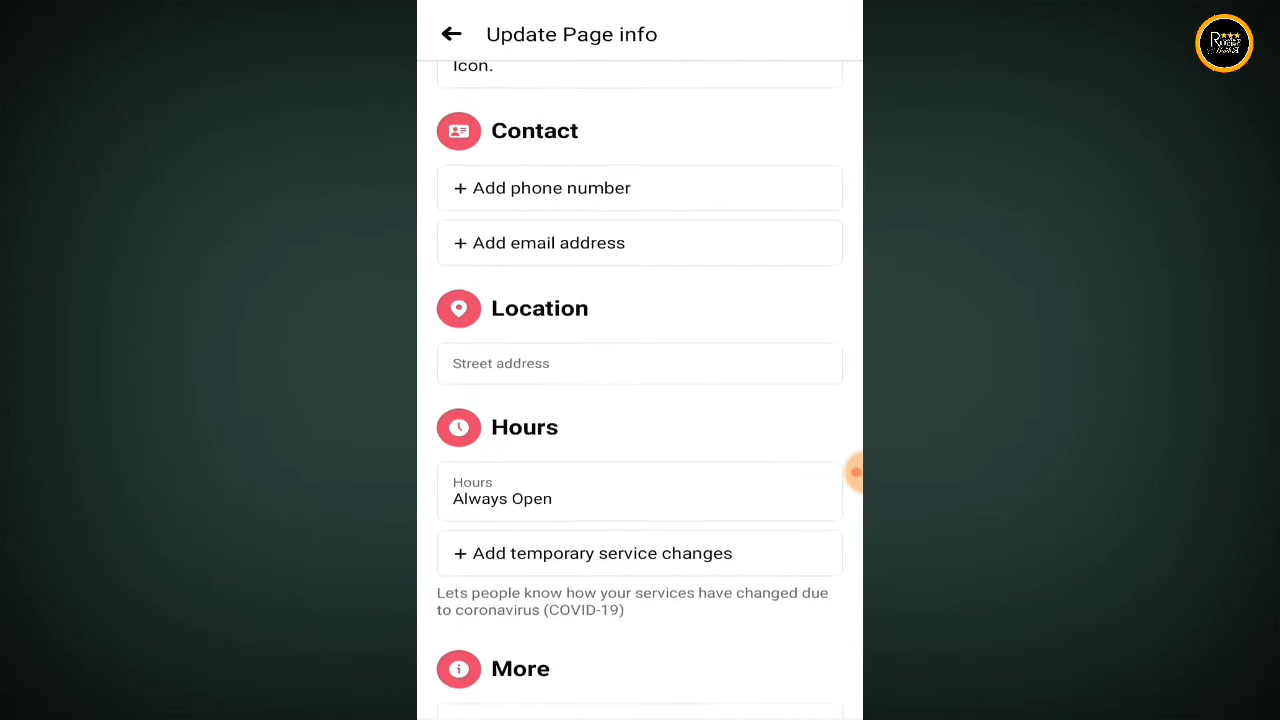 Update Page info
Icon.
Contact
+ Add phone number
+ Add email address
Location
Street address
Hours
Hours
Always Open
+ Add temporary service changes
Lets people know how your services have changed due
to coronavirus (COVID-19)
More